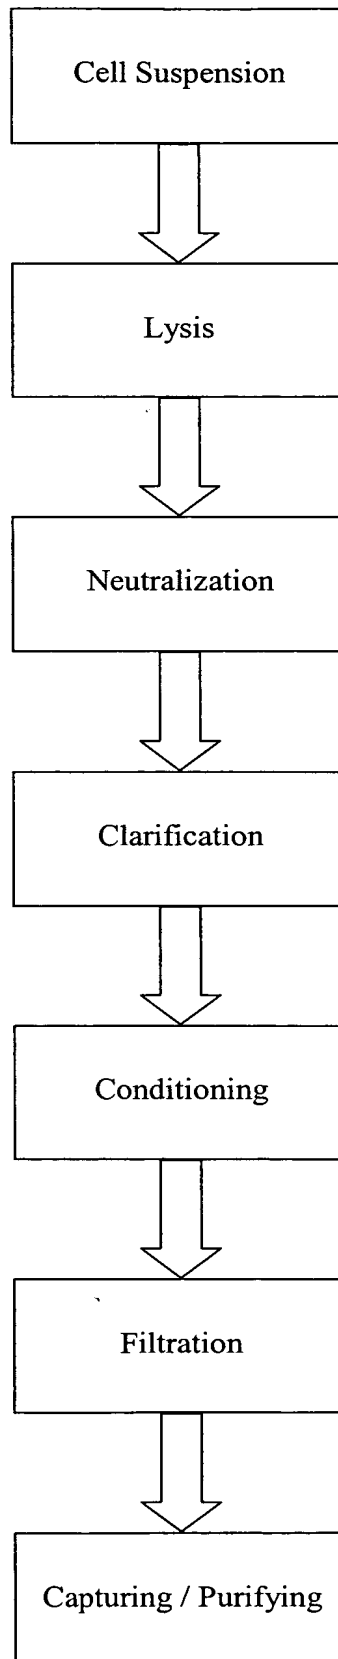 Cell Suspension
Lysis
Neutralization
Clarification
Conditioning
Filtration
Capturing / Purifying